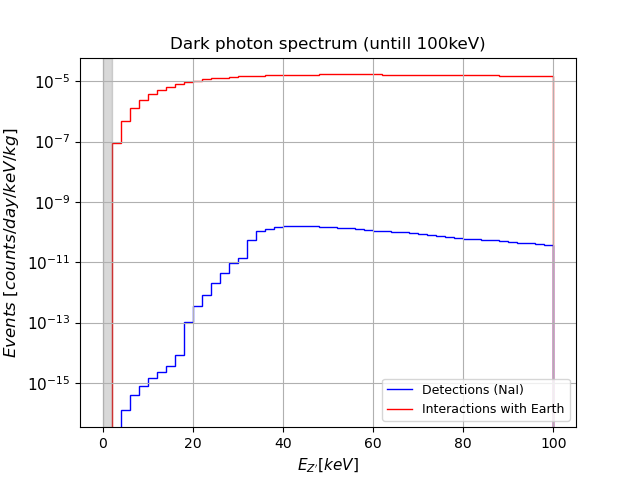 Dark photon spectrum (untill 100keV)
10⁻⁵
10⁻⁷
10⁻⁹
10⁻¹¹
10⁻¹³
10⁻¹⁵
Events [counts/day/keV/kg]
Detections (NaI)
Interactions with Earth
0 20 40 60 80 100
E_{Z'}[keV]